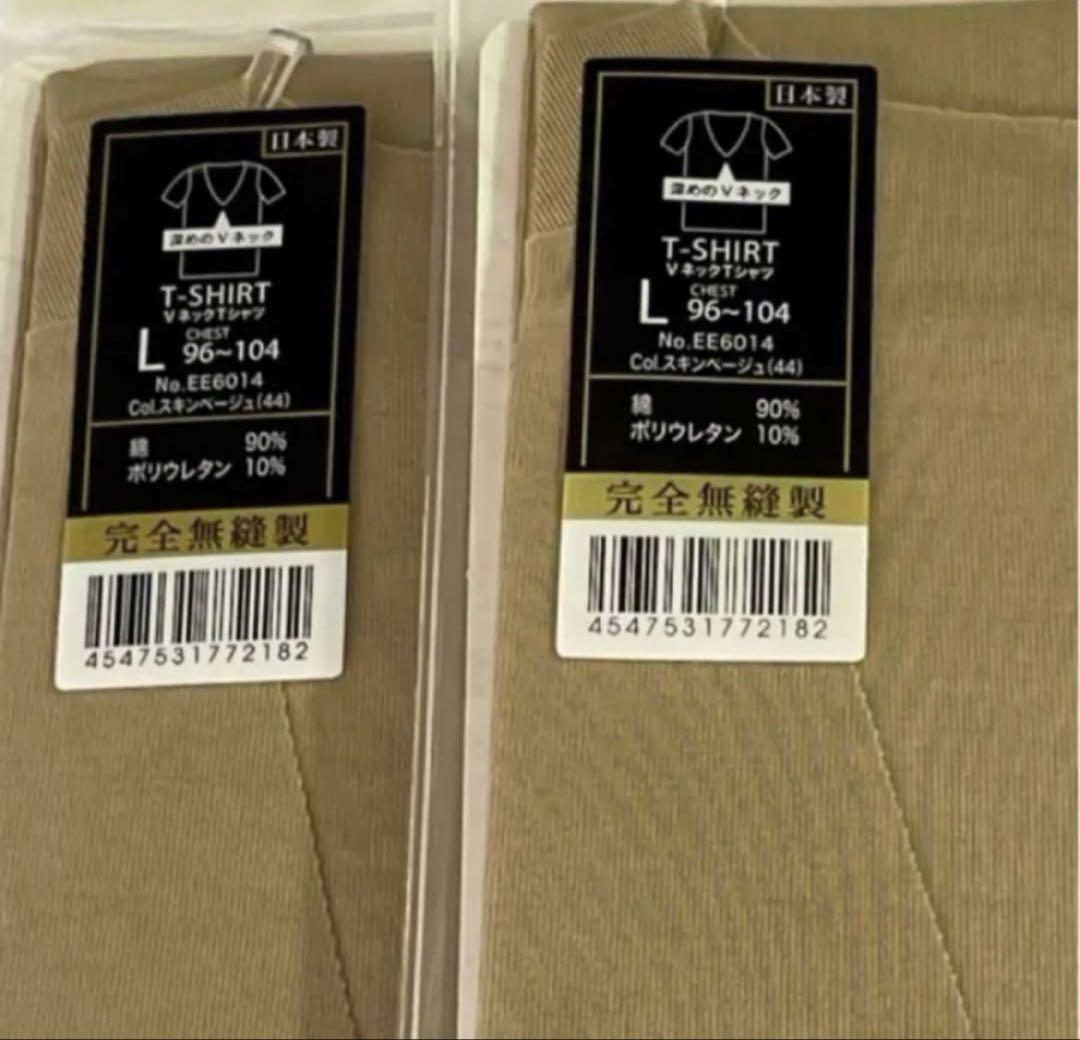 日本製
深めのVネック
T-SHIRT
VネックTシャツ
L CHEST 96~104
No.EE6014
Col.スキンベージュ(44)
綿 90%
ポリウレタン 10%
完全無縫製
4547531772182
日本製
深めのVネック
T-SHIRT
VネックTシャツ
L CHEST 96~104
No.EE6014
Col.スキンベージュ(44)
綿 90%
ポリウレタン 10%
完全無縫製
4547531772182